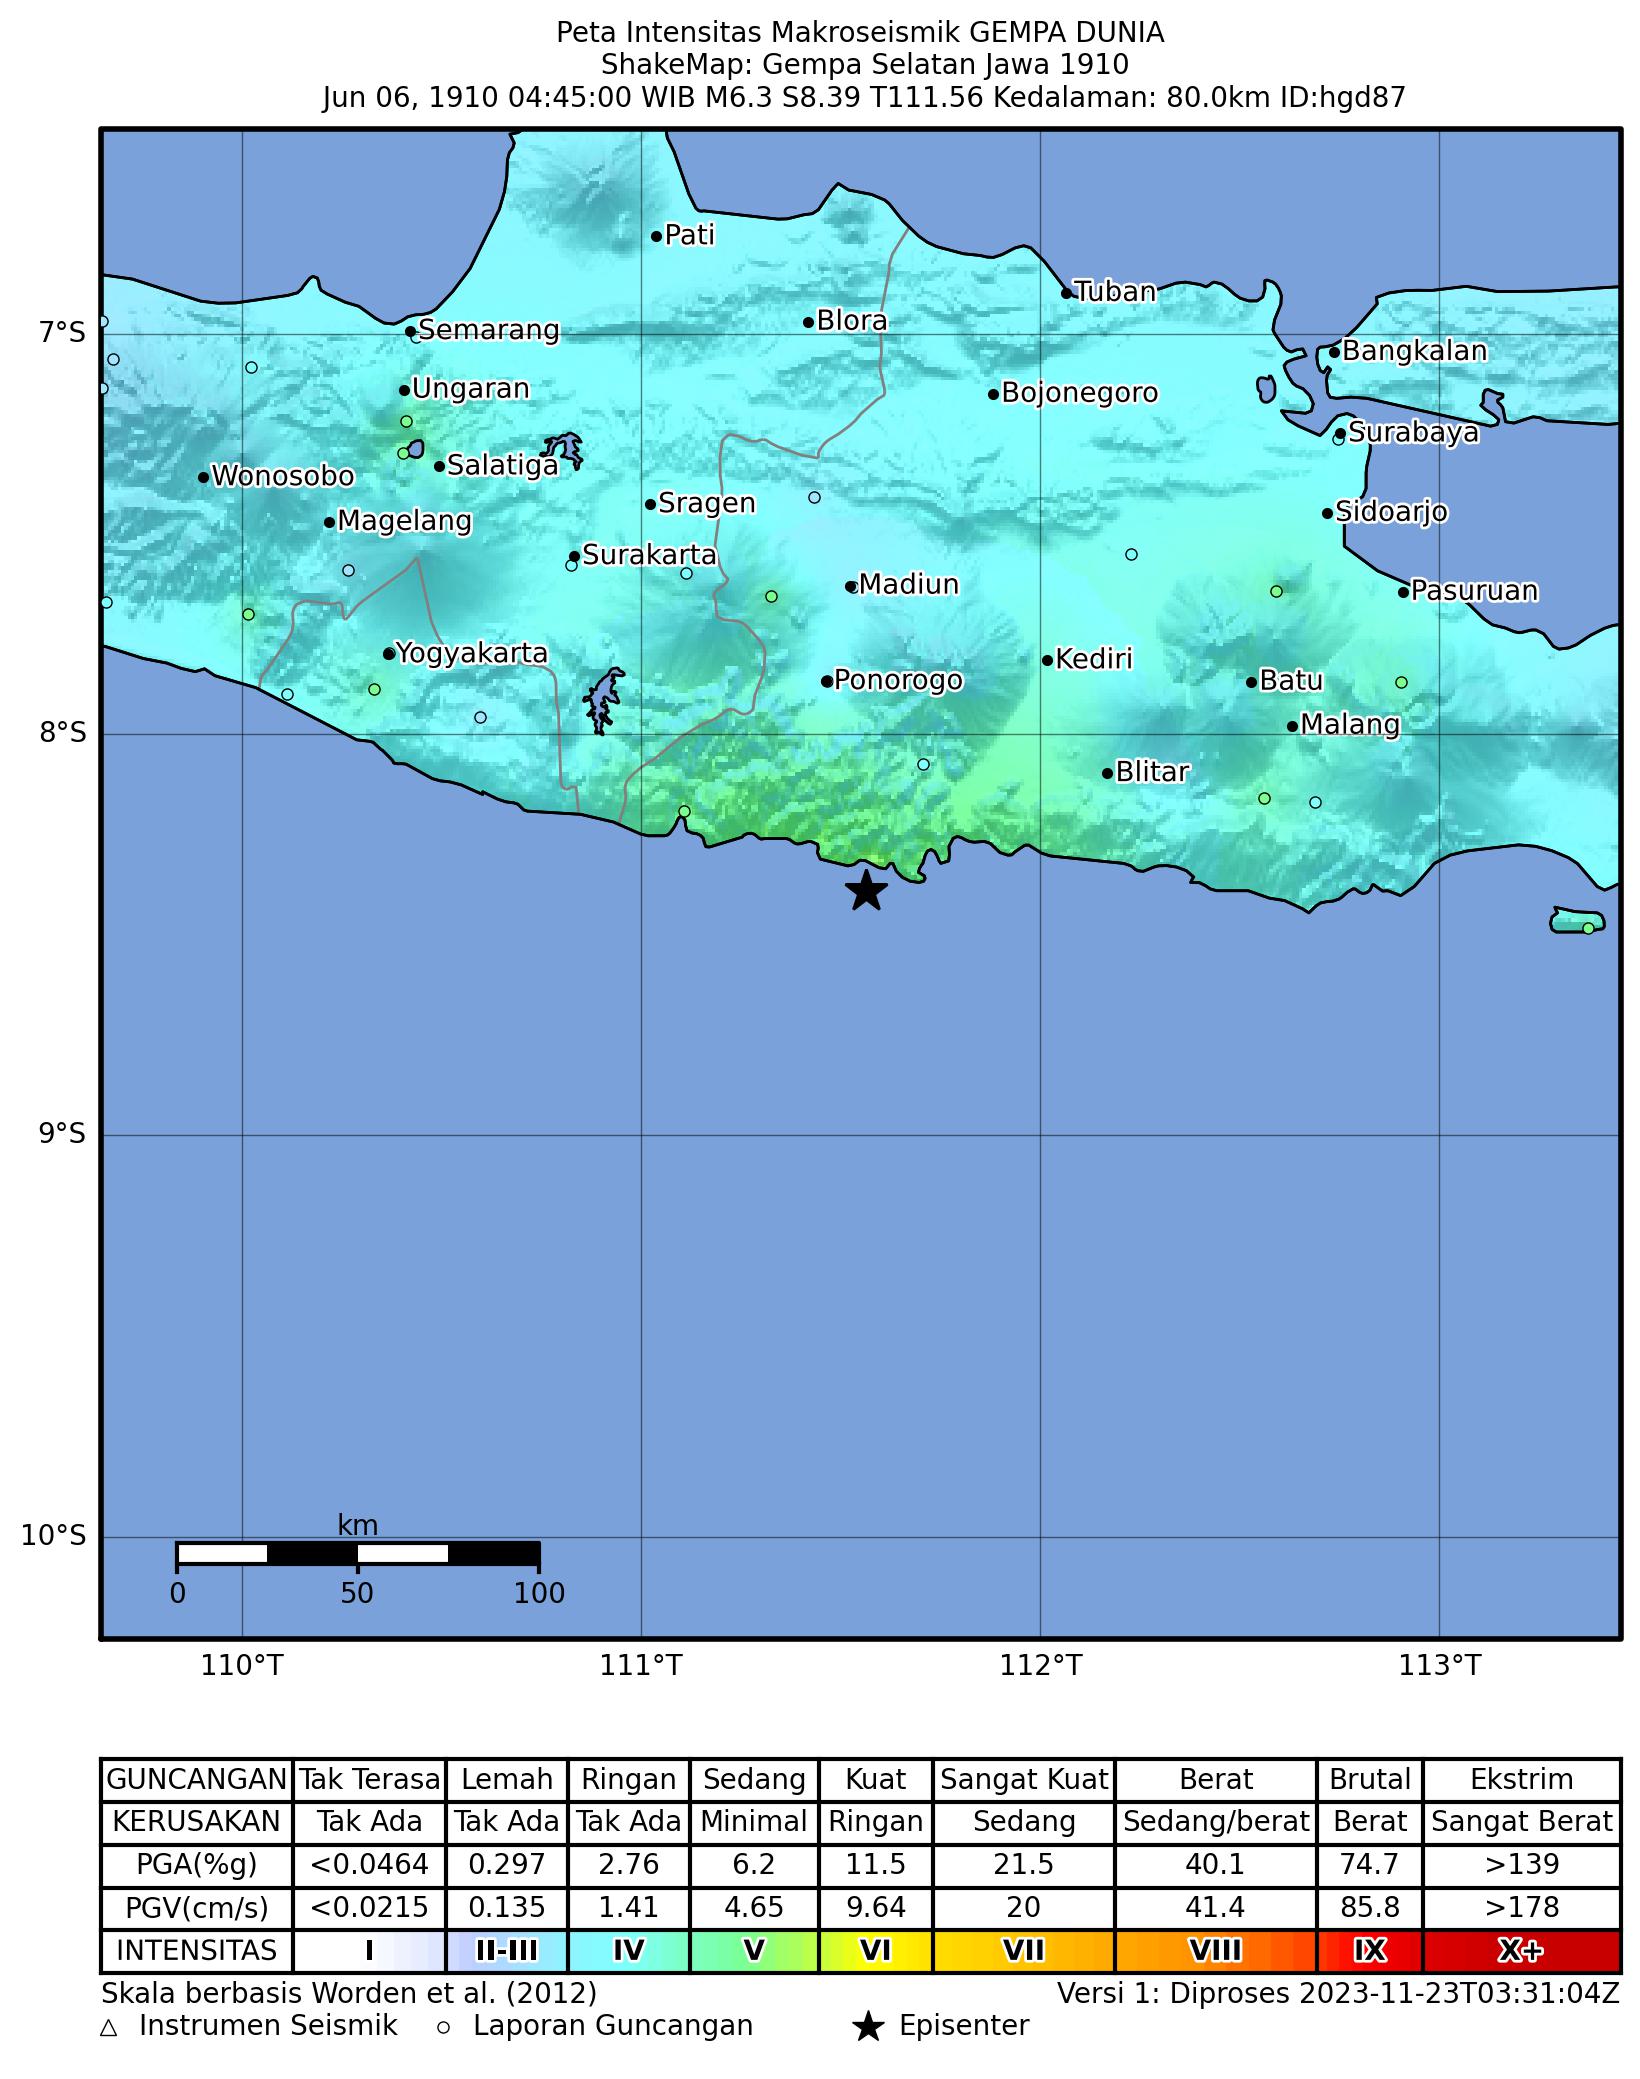 Peta Intensitas Makroseismik GEMPA DUNIA
ShakeMap: Gempa Selatan Jawa 1910
Jun 06, 1910 04:45:00 WIB M6.3 S8.39 T111.56 Kedalaman: 80.0km ID:hgd87
Pati
Tuban
Blora
7°S
Semarang
Bangkalan
Ungaran
Bojonegoro
Surabaya
Salatiga
Wonosobo
Sragen
Sidoarjo
Magelang
Surakarta
Madiun
Pasuruan
Yogyakarta
Kediri
Ponorogo
Batu
Malang
8°S
Blitar
9°S
km
10°S
0 50 100
110°T 111°T 112°T 113°T
GUNCANGAN Tak Terasa Lemah Ringan Sedang Kuat Sangat Kuat Berat Brutal Ekstrim
KERUSAKAN Tak Ada Tak Ada Tak Ada Minimal Ringan Sedang Sedang/berat Berat Sangat Berat
PGA(%g) <0.0464 0.297 2.76 6.2 11.5 21.5 40.1 74.7 >139
PGV(cm/s) <0.0215 0.135 1.41 4.65 9.64 20 41.4 85.8 >178
INTENSITAS I II-III IV V VI VII VIII IX X+
Skala berbasis Worden et al. (2012) Versi 1: Diproses 2023-11-23T03:31:04Z
Instrumen Seismik Laporan Guncangan Episenter